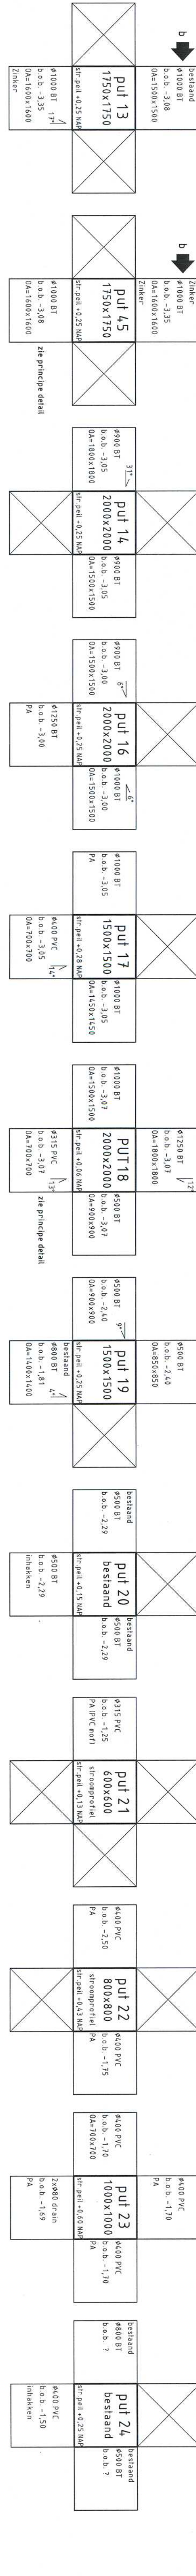 b
bestaand
ø1000 BT
b.o.b. -3,08
OA=1500x1500
put 13
1750x1750
str.peil +0,25 NAP
ø1000 BT 17°
b.o.b. -3,35
OA=1600x1600
Zinker
b
Zinker
ø1000 BT
b.o.b. -3,35
OA=1600x1600
put 45
1750x1750
str.peil +0,25 NAP
ø1000 BT
b.o.b. -3,08
OA=1600x1600
zie principe detail
31°
ø900 BT
b.o.b. -3,05
OA=1800x1800
put 14
2000x2000
str.peil +0,25 NAP
ø900 BT
b.o.b. -3,05
OA=1500x1500
ø900 BT 6°
b.o.b. -3,00
OA=1500x1500
put 16
2000x2000
str.peil +0,25 NAP
6°
ø1000 BT
b.o.b. -3,00
OA=1500x1500
ø1250 BT
b.o.b. -3,00
PA
ø1000 BT
b.o.b. -3,05
PA
put 17
1500x1500
str.peil +0,28 NAP
ø1000 BT
b.o.b. -3,05
OA=1450x1450
ø400 PVC
b.o.b. -3,05 14°
OA=700x700
12°
ø1250 BT
b.o.b. -3,07
OA=1800x1800
ø1000 BT
b.o.b. -3,07
OA=1500x1500
PUT18
2000x2000
str.peil +0,06 NAP
ø500 BT
b.o.b. -3,07
OA=900x900
ø315 PVC 13°
b.o.b. -3,07
OA=700x700
zie principe detail
ø500 BT
b.o.b. -2,40
OA=850x850
ø500 BT 9°
b.o.b. -2,40
OA=900x900
put 19
1500x1500
str.peil +0,25 NAP
bestaand
ø800 BT 4°
b.o.b. -1,81
OA=1400x1400
bestaand
ø500 BT
b.o.b. -2,29
put 20
bestaand
str.peil +0,15 NAP
bestaand
ø500 BT
b.o.b. -2,29
ø500 BT
b.o.b. -2,29
inhakken
ø315 PVC
b.o.b. -1,25
PA (PVC mof)
put 21
600x600
stroomprofiel
str.peil +0,13 NAP
ø400 PVC
b.o.b. -2,50
PA
put 22
800x800
stroomprofiel
str.peil +0,43 NAP
ø400 PVC
b.o.b. -1,75
PA
ø400 PVC
b.o.b. -1,70
PA
ø400 PVC
b.o.b. -1,70
OA=700x700
put 23
1000x1000
str.peil +0,60 NAP
ø400 PVC
b.o.b. -1,70
PA
2xø80 drain
b.o.b. -1,69
PA
bestaand
ø800 BT
b.o.b. ?
put 24
bestaand
str.peil +0,25 NAP
bestaand
ø500 BT
b.o.b. ?
ø400 PVC
b.o.b. -1,50
inhakken